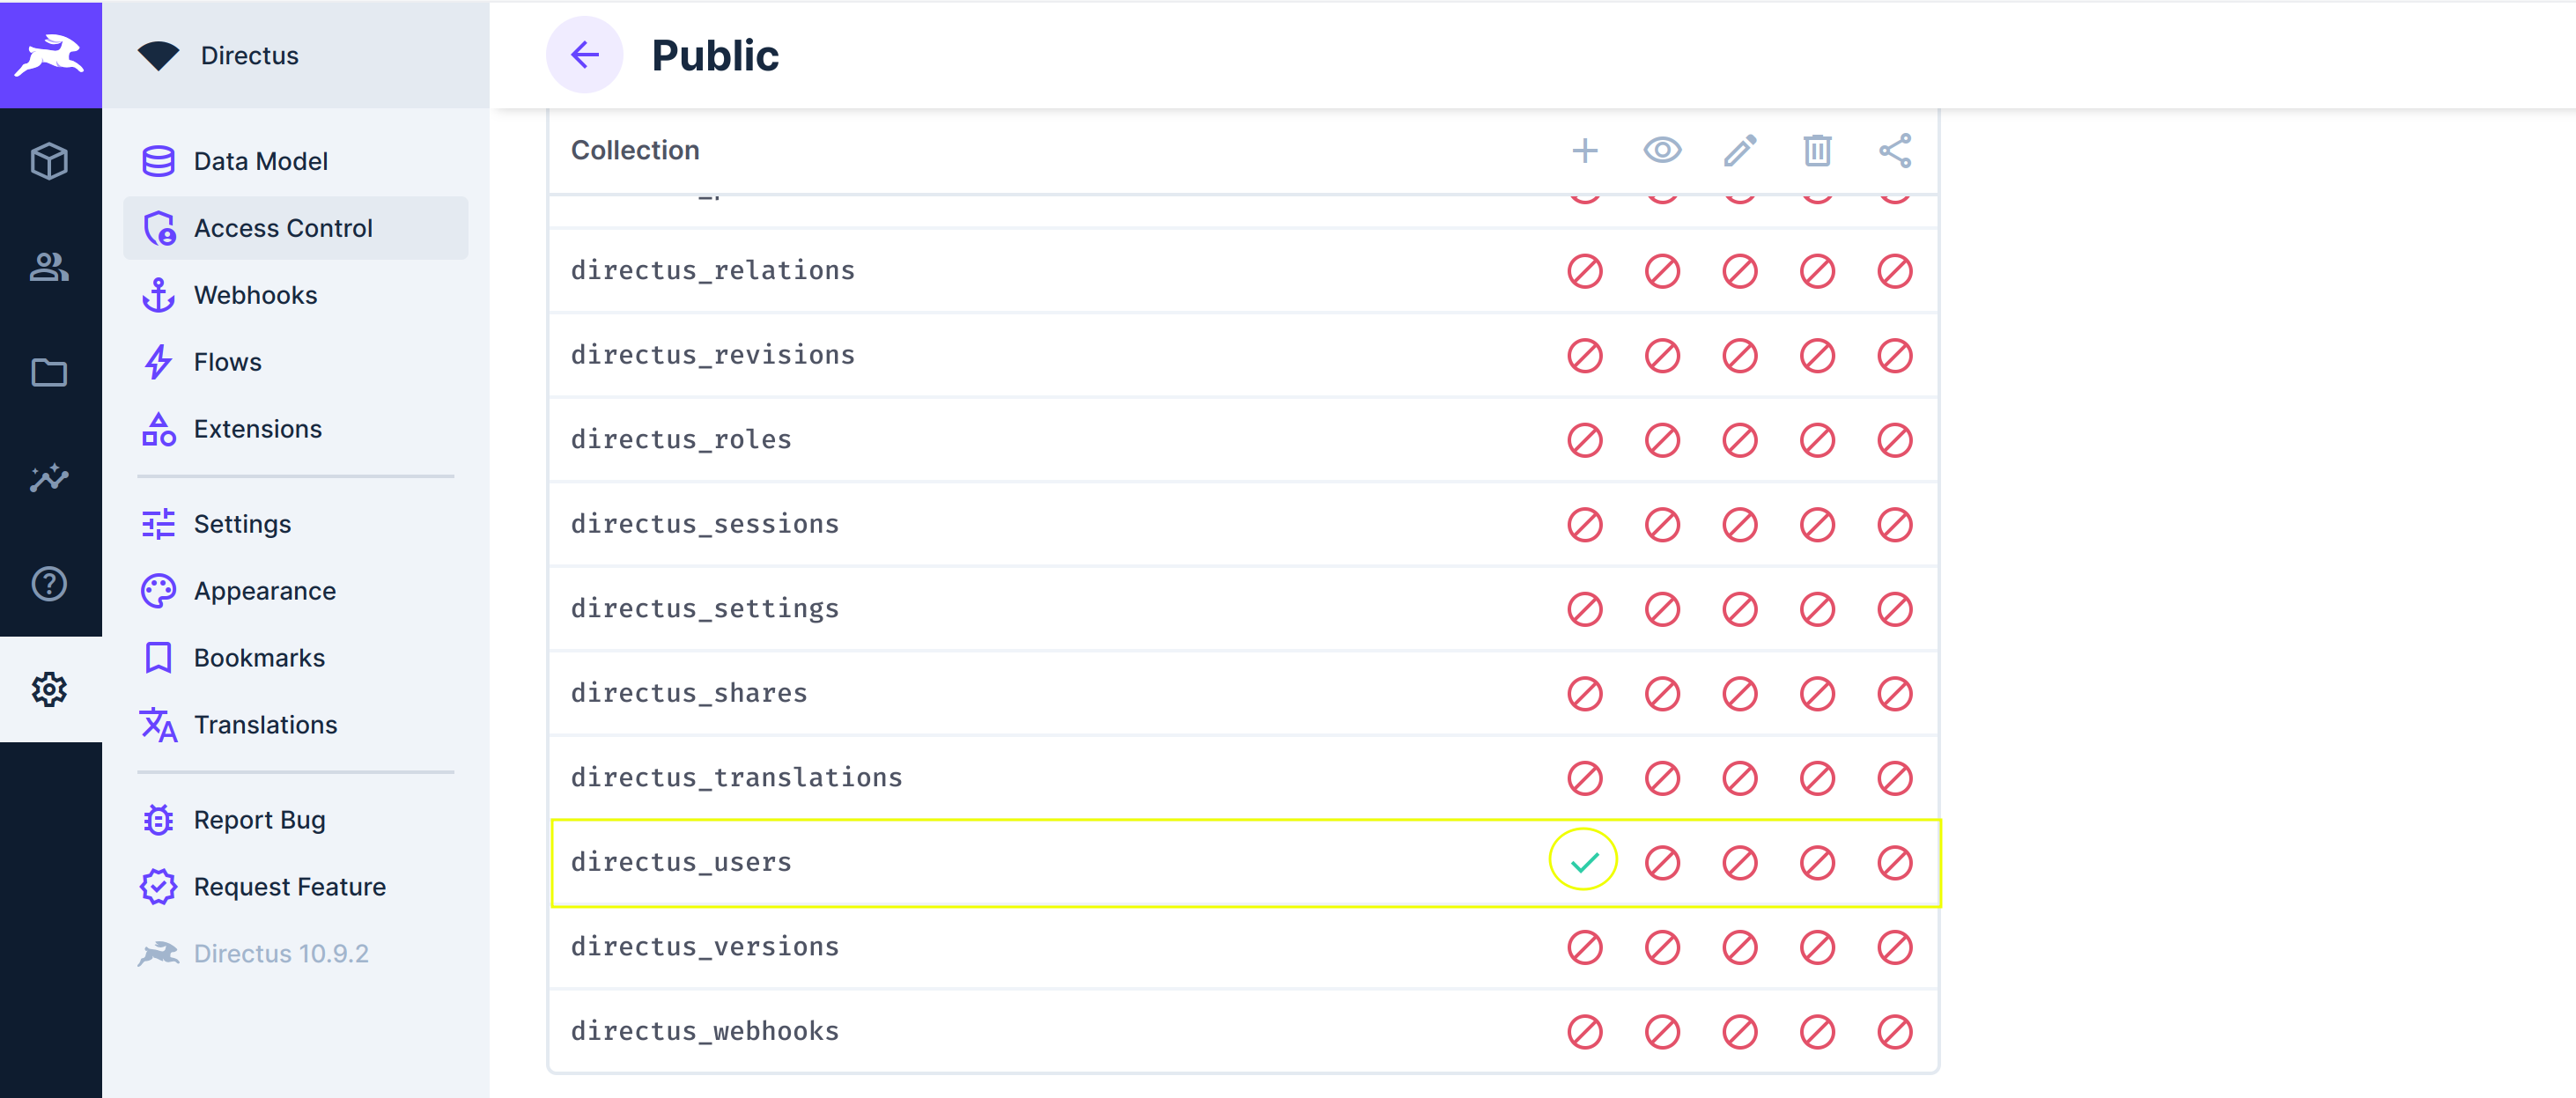 Directus
Public
Data Model
Access Control
Webhooks
Flows
Extensions
Settings
Appearance
Bookmarks
Translations
Report Bug
Request Feature
Directus 10.9.2
Collection
directus_relations
directus_revisions
directus_roles
directus_sessions
directus_settings
directus_shares
directus_translations
directus_users
directus_versions
directus_webhooks